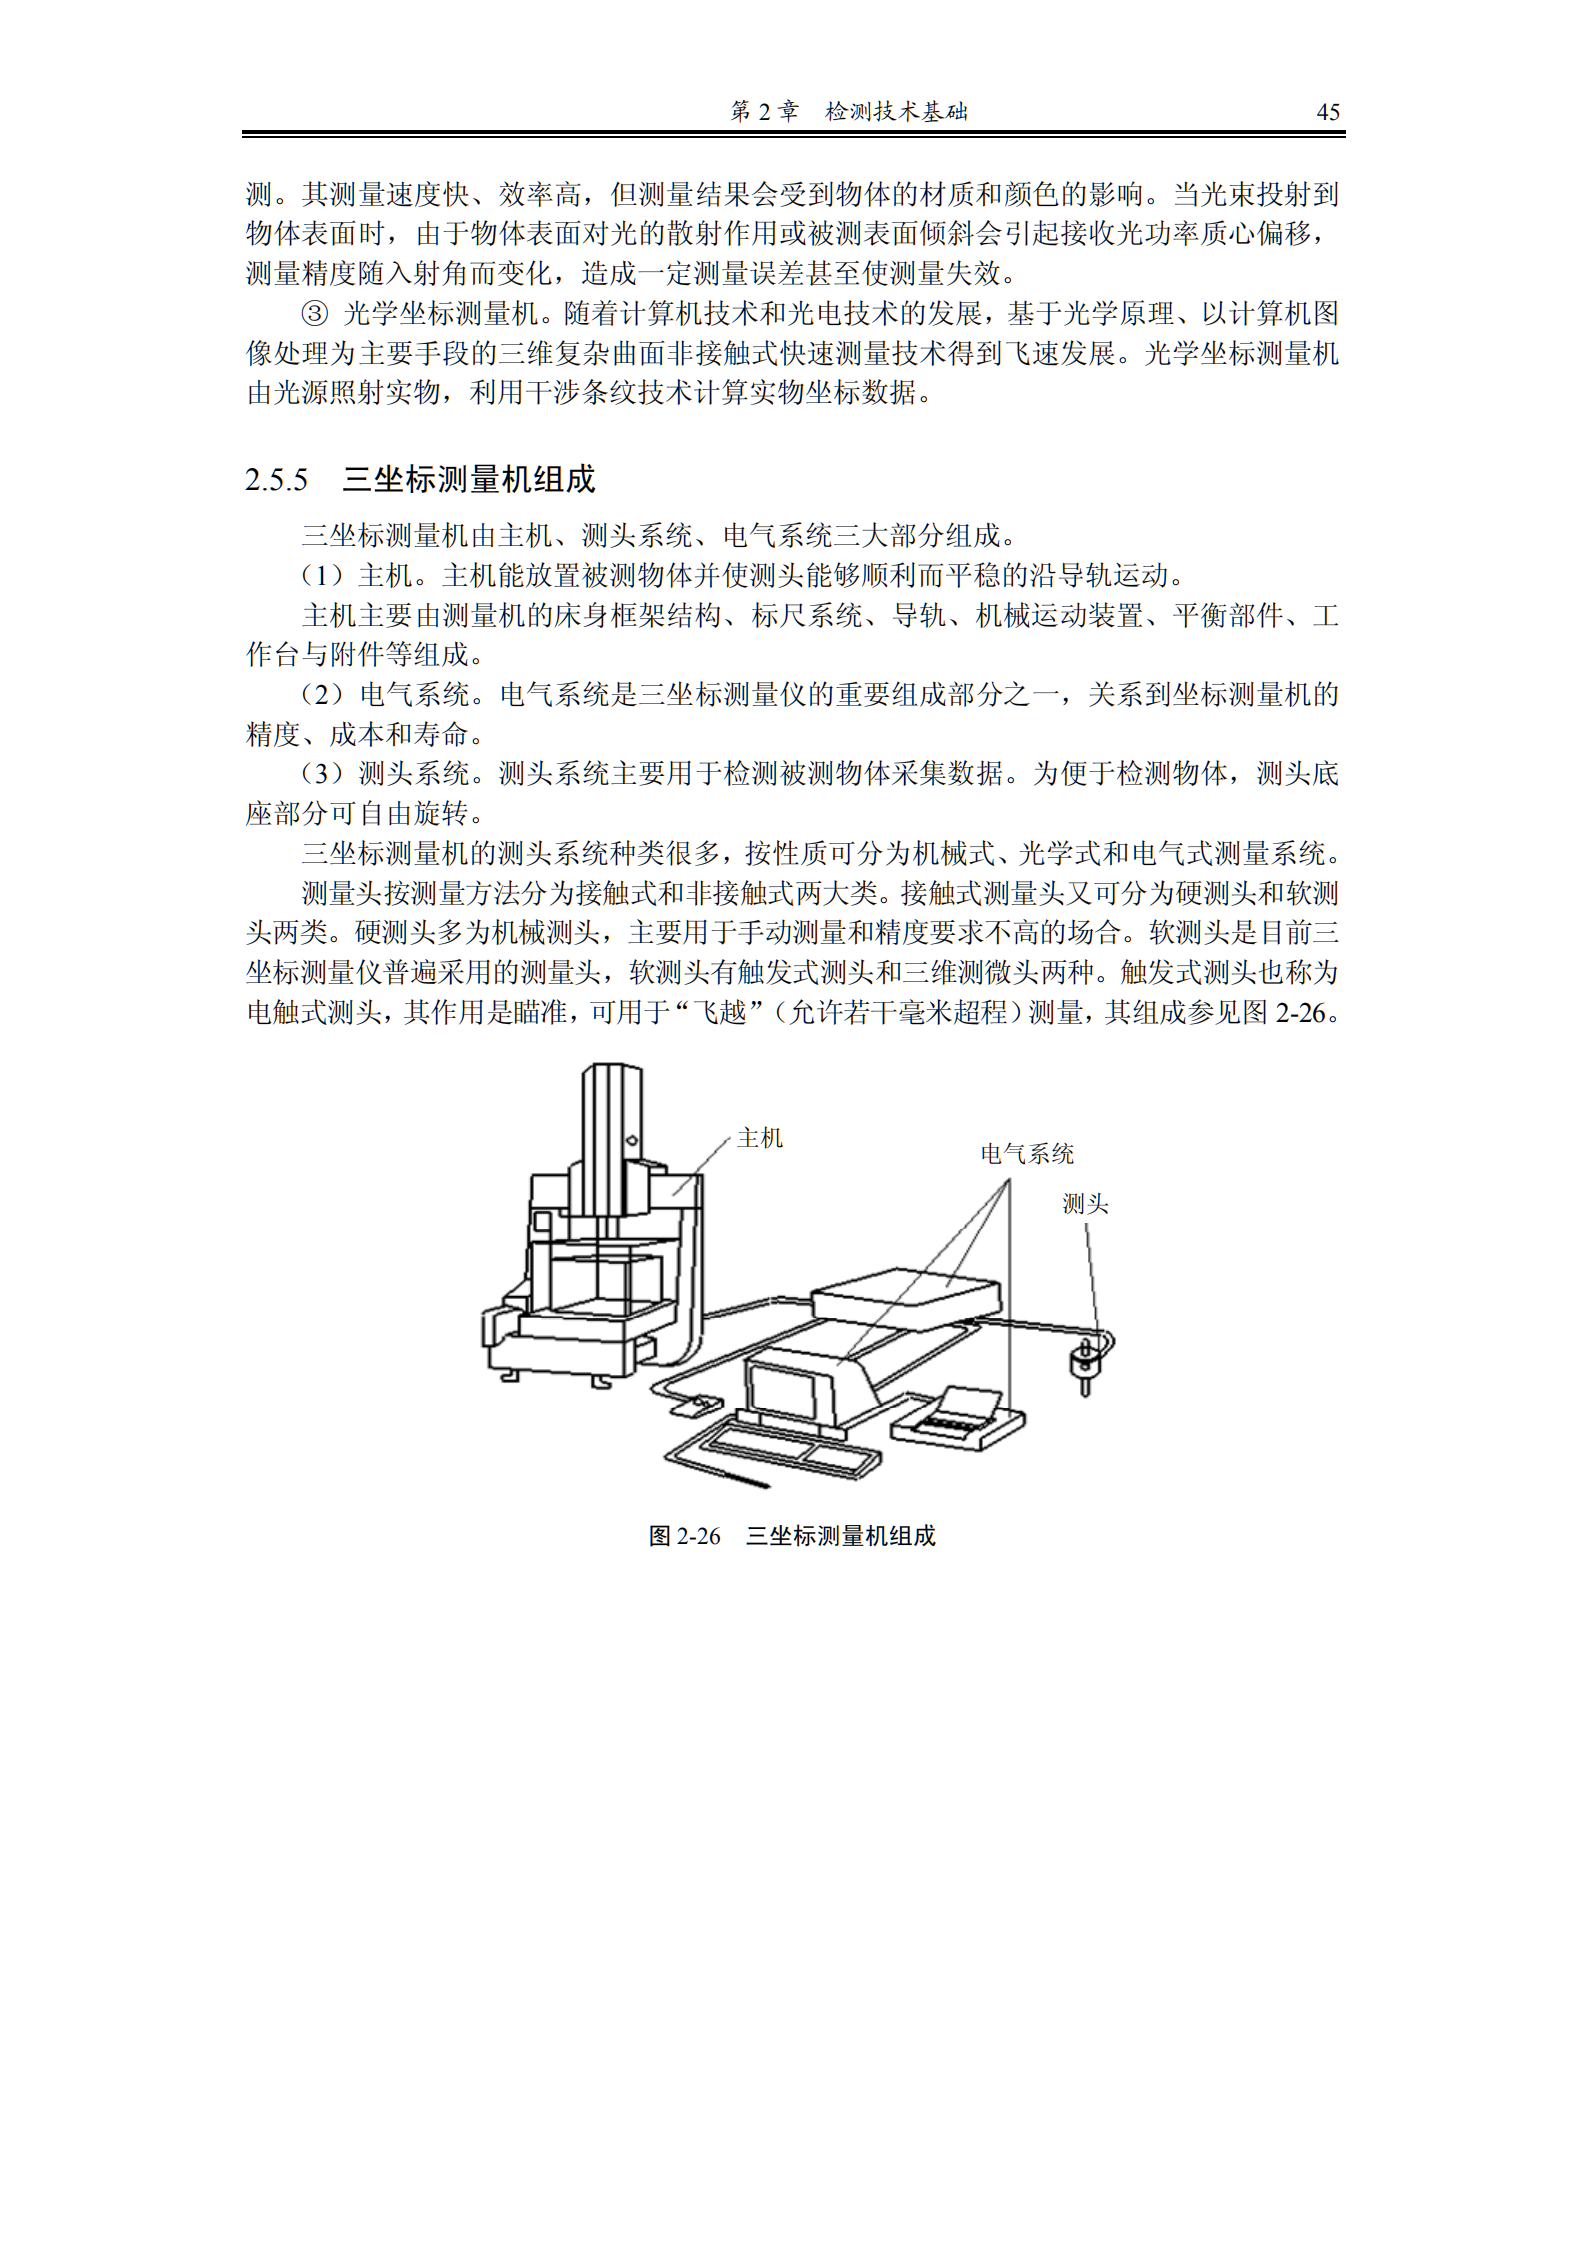 第 2 章 检测技术基础 45
测。其测量速度快、效率高，但测量结果会受到物体的材质和颜色的影响。当光束投射到
物体表面时，由于物体表面对光的散射作用或被测表面倾斜会引起接收光功率质心偏移，
测量精度随入射角而变化，造成一定测量误差甚至使测量失效。
③ 光学坐标测量机。随着计算机技术和光电技术的发展，基于光学原理、以计算机图
像处理为主要手段的三维复杂曲面非接触式快速测量技术得到飞速发展。光学坐标测量机
由光源照射实物，利用干涉条纹技术计算实物坐标数据。
2.5.5 三坐标测量机组成
三坐标测量机由主机、测头系统、电气系统三大部分组成。
（1）主机。主机能放置被测物体并使测头能够顺利而平稳的沿导轨运动。
主机主要由测量机的床身框架结构、标尺系统、导轨、机械运动装置、平衡部件、工
作台与附件等组成。
（2）电气系统。电气系统是三坐标测量仪的重要组成部分之一，关系到坐标测量机的
精度、成本和寿命。
（3）测头系统。测头系统主要用于检测被测物体采集数据。为便于检测物体，测头底
座部分可自由旋转。
三坐标测量机的测头系统种类很多，按性质可分为机械式、光学式和电气式测量系统。
测量头按测量方法分为接触式和非接触式两大类。接触式测量头又可分为硬测头和软测
头两类。硬测头多为机械测头，主要用于手动测量和精度要求不高的场合。软测头是目前三
坐标测量仪普遍采用的测量头，软测头有触发式测头和三维测微头两种。触发式测头也称为
电触式测头，其作用是瞄准，可用于“飞越”（允许若干毫米超程）测量，其组成参见图 2-26。
主机
电气系统
测头
图 2-26 三坐标测量机组成